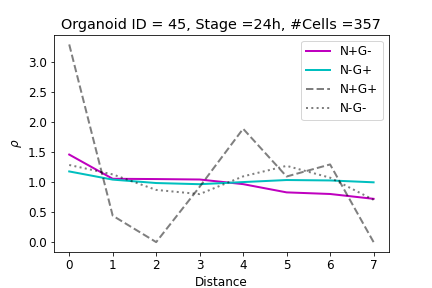 Organoid ID = 45, Stage =24h, #Cells =357
ρ
3.0
2.5
2.0
1.5
1.0
0.5
0.0
N+G-
N-G+
N+G+
N-G-
0 1 2 3 4 5 6 7
Distance